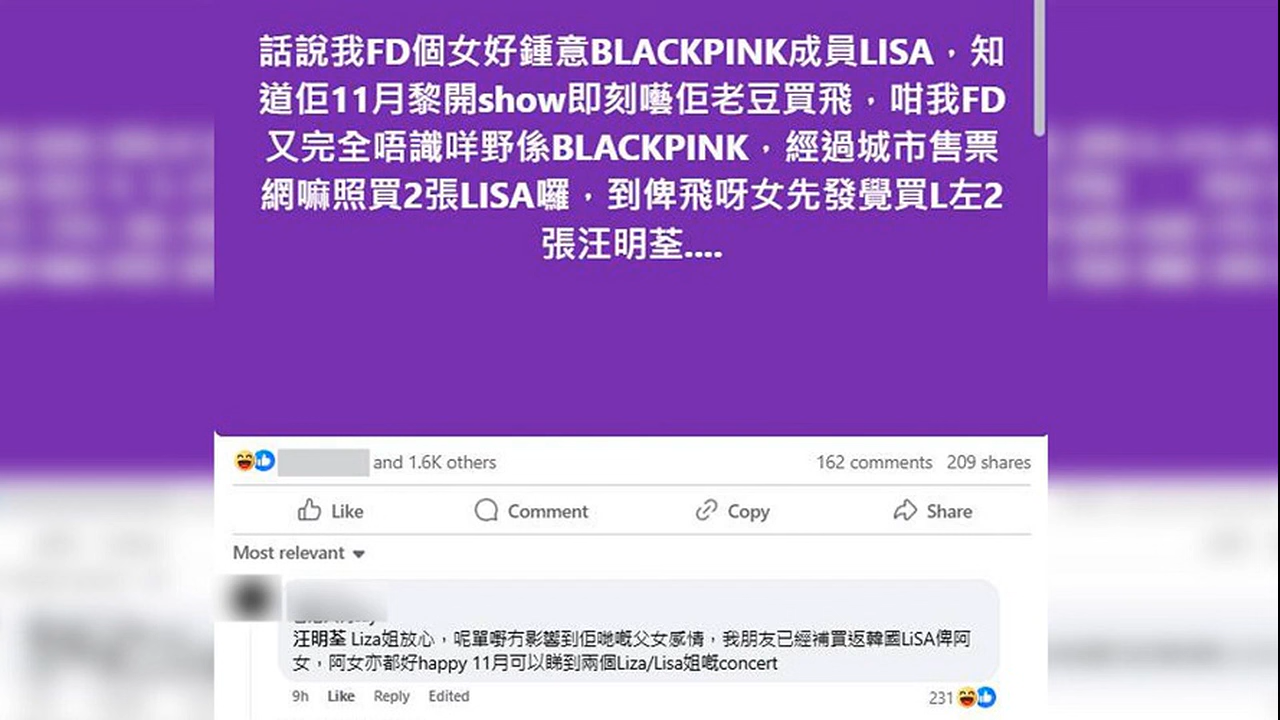 話說我FD個女好鍾意BLACKPINK成員LISA，知
道佢11月黎開show即刻嚫佢老豆買飛，咁我FD
又完全唔識咩野係BLACKPINK，經過城市售票
網嘛照買2張LISA囉，到俾飛呀女先發覺買L左2
張汪明荃....
and 1.6K others
162 comments 209 shares
Like Comment Copy Share
Most relevant
汪明荃 Liza姐放心，呢單嘢冇影響到佢哋嘅父女感情，我朋友已經補買返韓國LiSA俾阿
女，阿女亦都好happy 11月可以睇到兩個Liza/Lisa姐嘅concert
9h Like Reply Edited
231